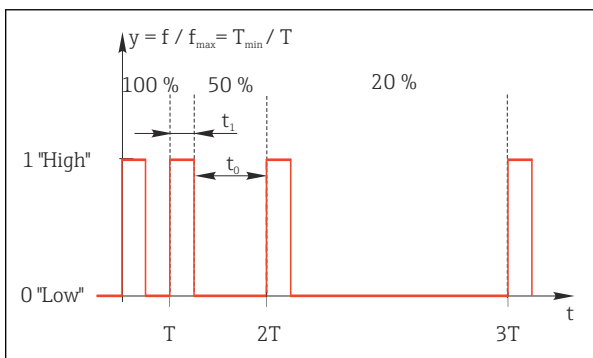 y = f / fmax = Tmin / T
100 % 50 % 20 %
t1
1 "High"
t0
0 "Low"
t
T 2T 3T